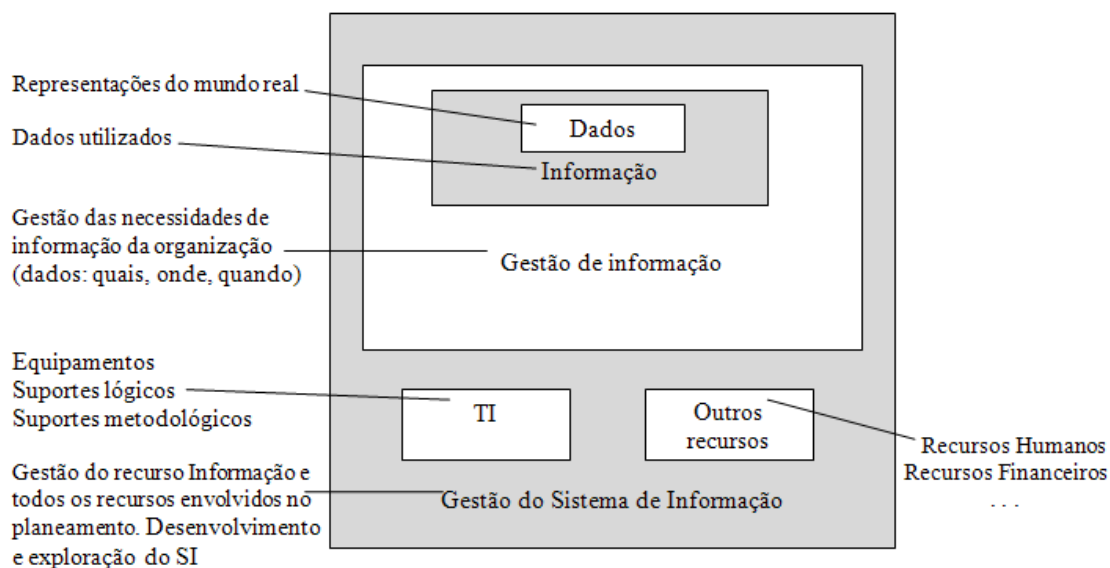 Representações do mundo real
Dados
Dados utilizados
Informação
Gestão das necessidades de
informação da organização
(dados: quais, onde, quando)
Gestão de informação
Equipamentos
Suportes lógicos
Suportes metodológicos
TI
Outros
recursos
Recursos Humanos
Recursos Financeiros
. . .
Gestão do recurso Informação e
todos os recursos envolvidos no
planeamento. Desenvolvimento
e exploração do SI
Gestão do Sistema de Informação